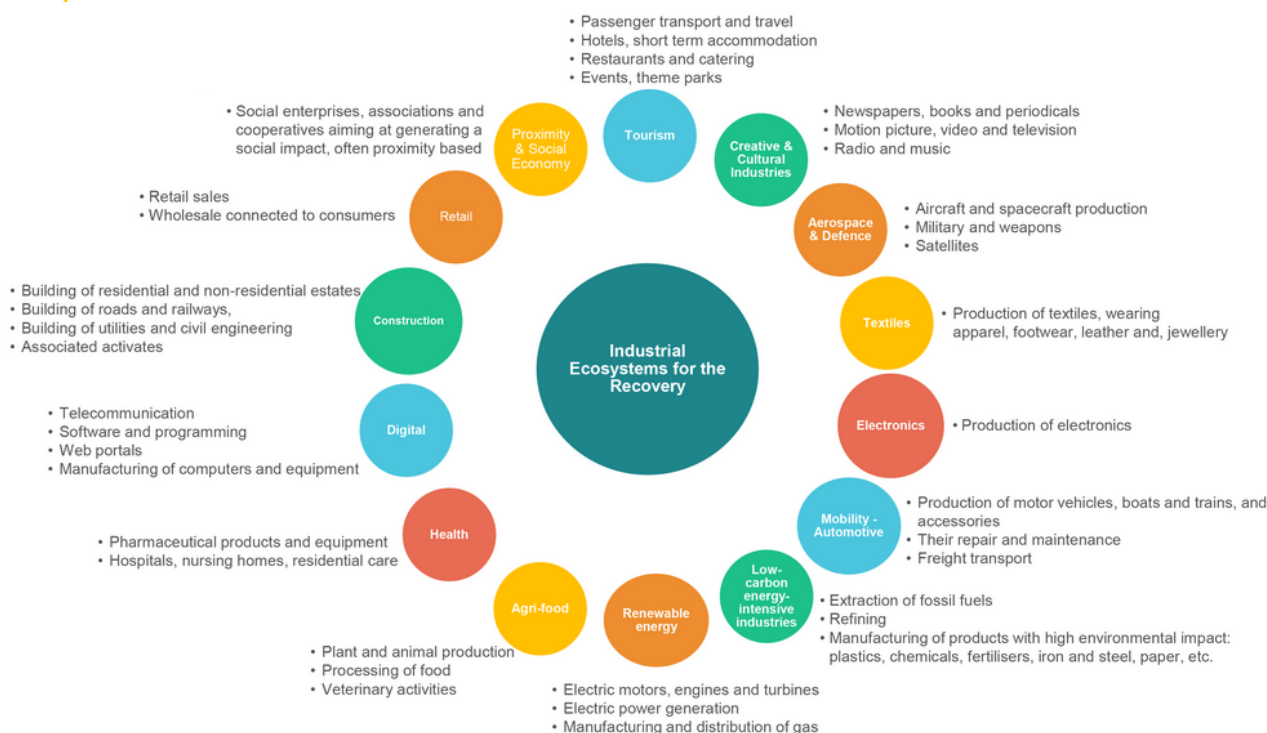 Industrial
Ecosystems for the
Recovery
Tourism
• Passenger transport and travel
• Hotels, short term accommodation
• Restaurants and catering
• Events, theme parks
Creative &
Cultural
Industries
• Newspapers, books and periodicals
• Motion picture, video and television
• Radio and music
Aerospace
& Defence
• Aircraft and spacecraft production
• Military and weapons
• Satellites
Textiles
• Production of textiles, wearing
apparel, footwear, leather and, jewellery
Electronics
• Production of electronics
Mobility -
Automotive
• Production of motor vehicles, boats and trains, and
accessories
• Their repair and maintenance
• Freight transport
Low-
carbon
energy-
intensive
industries
• Extraction of fossil fuels
• Refining
• Manufacturing of products with high environmental impact:
plastics, chemicals, fertilisers, iron and steel, paper, etc.
Renewable
energy
• Electric motors, engines and turbines
• Electric power generation
• Manufacturing and distribution of gas
Agri-food
• Plant and animal production
• Processing of food
• Veterinary activities
Health
• Pharmaceutical products and equipment
• Hospitals, nursing homes, residential care
Digital
• Telecommunication
• Software and programming
• Web portals
• Manufacturing of computers and equipment
Construction
• Building of residential and non-residential estates
• Building of roads and railways,
• Building of utilities and civil engineering
• Associated activates
Retail
• Retail sales
• Wholesale connected to consumers
Proximity
& Social
Economy
• Social enterprises, associations and
cooperatives aiming at generating a
social impact, often proximity based